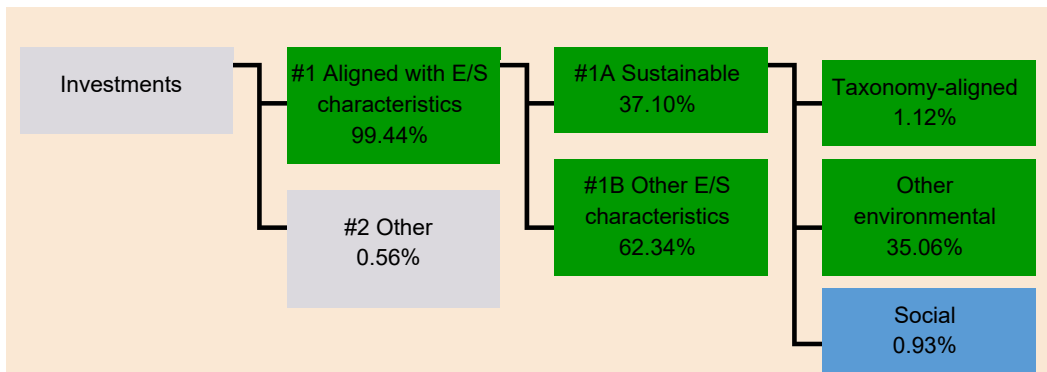 Investments
#1 Aligned with E/S
characteristics
99.44%
#2 Other
0.56%
#1A Sustainable
37.10%
#1B Other E/S
characteristics
62.34%
Taxonomy-aligned
1.12%
Other
environmental
35.06%
Social
0.93%